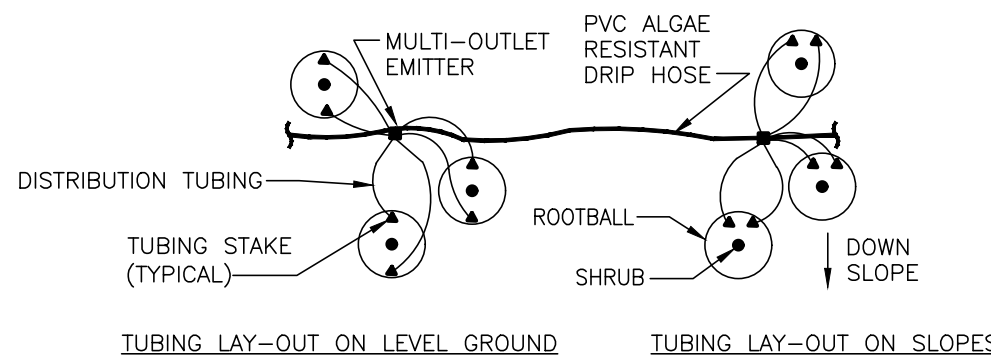 MULTI-OUTLET
EMITTER
PVC ALGAE
RESISTANT
DRIP HOSE
DISTRIBUTION TUBING
TUBING STAKE
(TYPICAL)
ROOTBALL
SHRUB
DOWN
SLOPE
TUBING LAY-OUT ON LEVEL GROUND
TUBING LAY-OUT ON SLOPES